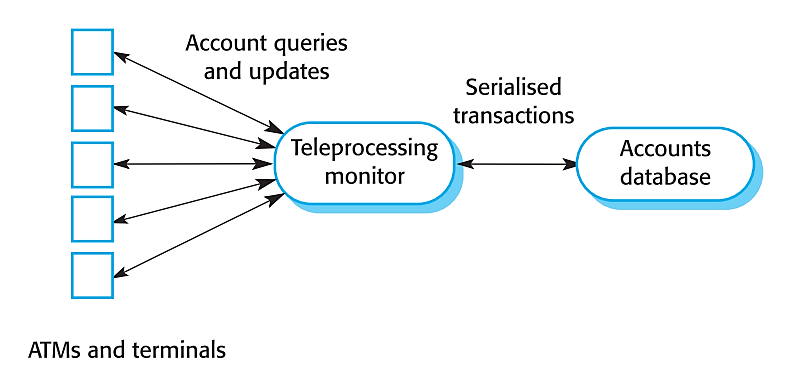 Account queries
and updates
Serialised
transactions
Teleprocessing
monitor
Accounts
database
ATMs and terminals